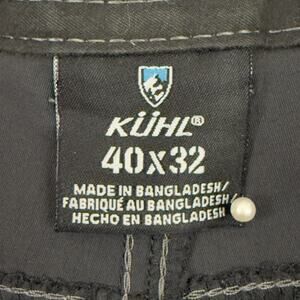 KÜHL®
40X32
MADE IN BANGLADESH/
FABRIQUÉ AU BANGLADESH/
HECHO EN BANGLADESH